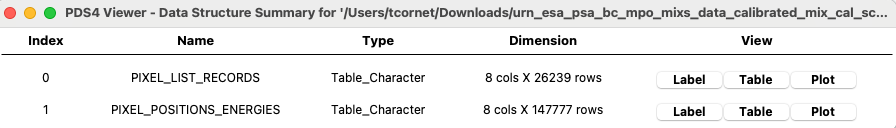 PDS4 Viewer - Data Structure Summary for '/Users/tcornet/Downloads/urn_esa_psa_bc_mpo_mixs_data_calibrated_mix_cal_sc...
Index Name Type Dimension View
0 PIXEL_LIST_RECORDS Table_Character 8 cols X 26239 rows Label Table Plot
1 PIXEL_POSITIONS_ENERGIES Table_Character 8 cols X 147777 rows Label Table Plot